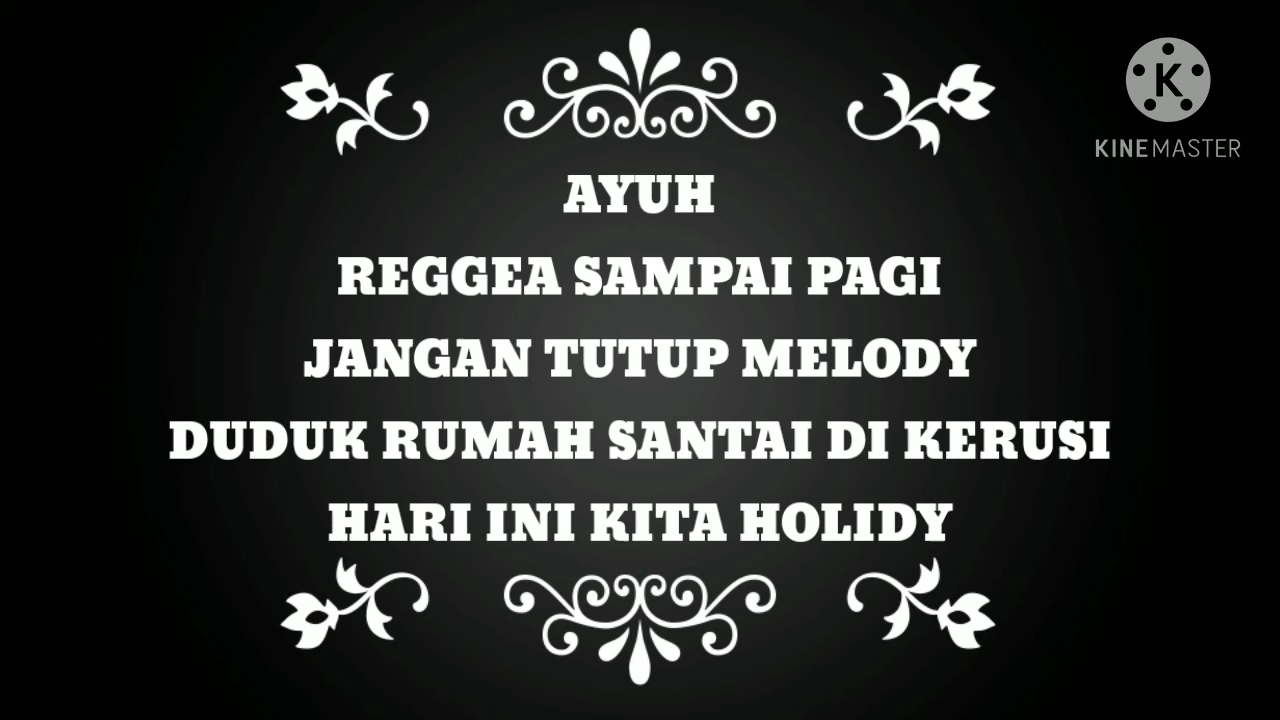 K
KINEMASTER
AYUH
REGGEA SAMPAI PAGI
JANGAN TUTUP MELODY
DUDUK RUMAH SANTAI DI KERUSI
HARI INI KITA HOLIDY